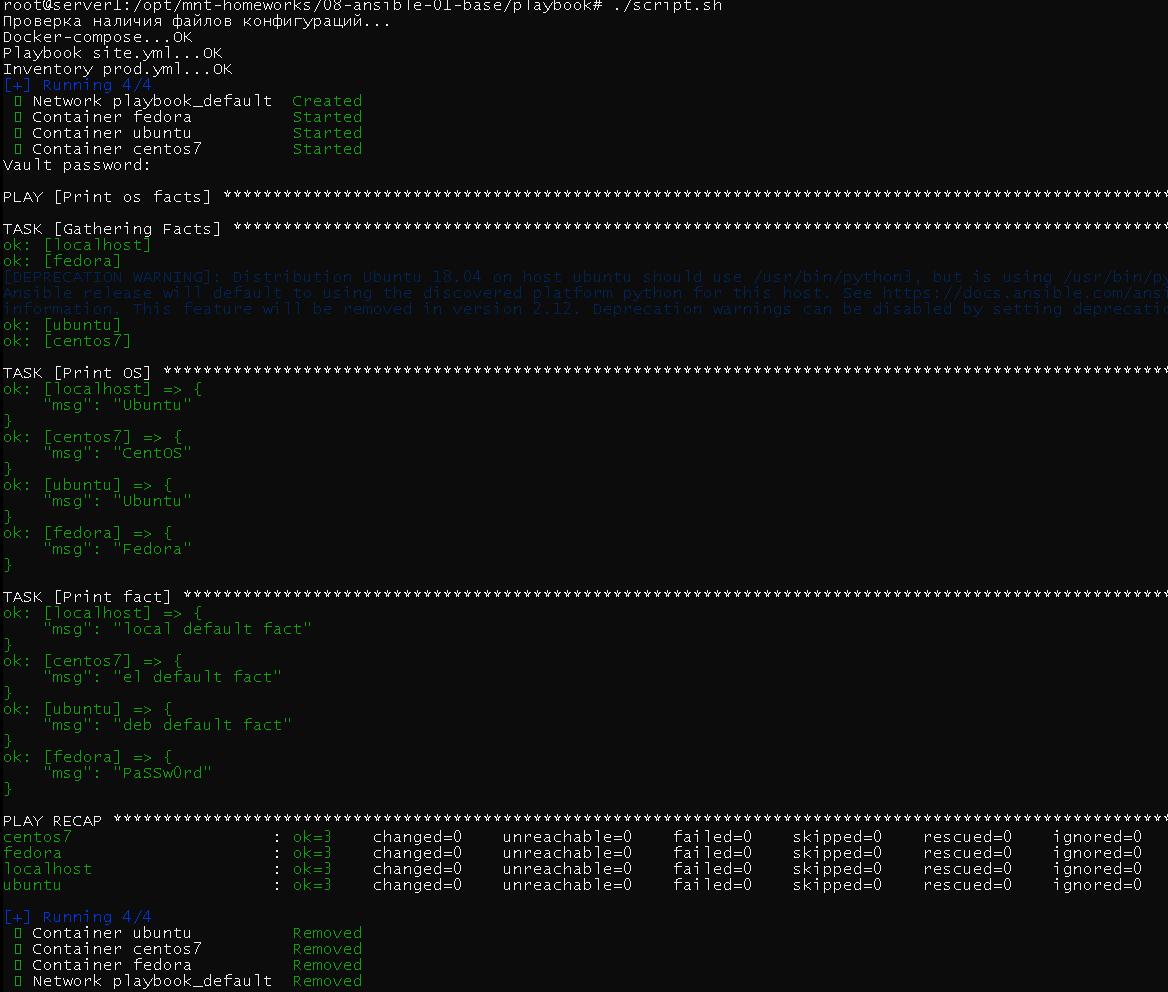 root@server1:/opt/mnt-homeworks/08-ansible-01-base/playbook# ./script.sh
Проверка наличия файлов конфигураций...
Docker-compose...OK
Playbook site.yml...OK
Inventory prod.yml...OK
[+] Running 4/4
▯ Network playbook_default  Created
▯ Container fedora          Started
▯ Container ubuntu          Started
▯ Container centos7         Started
Vault password:
PLAY [Print os facts] ***********************************************************************************************
TASK [Gathering Facts] **********************************************************************************************
ok: [localhost]
ok: [fedora]
[DEPRECATION WARNING]: Distribution Ubuntu 18.04 on host ubuntu should use /usr/bin/python3, but is using /usr/bin/py
Ansible release will default to using the discovered platform python for this host. See https://docs.ansible.com/ansi
information. This feature will be removed in version 2.12. Deprecation warnings can be disabled by setting deprecatio
ok: [ubuntu]
ok: [centos7]
TASK [Print OS] *****************************************************************************************************
ok: [localhost] => {
    "msg": "Ubuntu"
}
ok: [centos7] => {
    "msg": "CentOS"
}
ok: [ubuntu] => {
    "msg": "Ubuntu"
}
ok: [fedora] => {
    "msg": "Fedora"
}
TASK [Print fact] ***************************************************************************************************
ok: [localhost] => {
    "msg": "local default fact"
}
ok: [centos7] => {
    "msg": "el default fact"
}
ok: [ubuntu] => {
    "msg": "deb default fact"
}
ok: [fedora] => {
    "msg": "PaSSw0rd"
}
PLAY RECAP **********************************************************************************************************
centos7                    : ok=3    changed=0    unreachable=0    failed=0    skipped=0    rescued=0    ignored=0
fedora                     : ok=3    changed=0    unreachable=0    failed=0    skipped=0    rescued=0    ignored=0
localhost                  : ok=3    changed=0    unreachable=0    failed=0    skipped=0    rescued=0    ignored=0
ubuntu                     : ok=3    changed=0    unreachable=0    failed=0    skipped=0    rescued=0    ignored=0
[+] Running 4/4
▯ Container ubuntu          Removed
▯ Container centos7         Removed
▯ Container fedora          Removed
▯ Network playbook_default  Removed